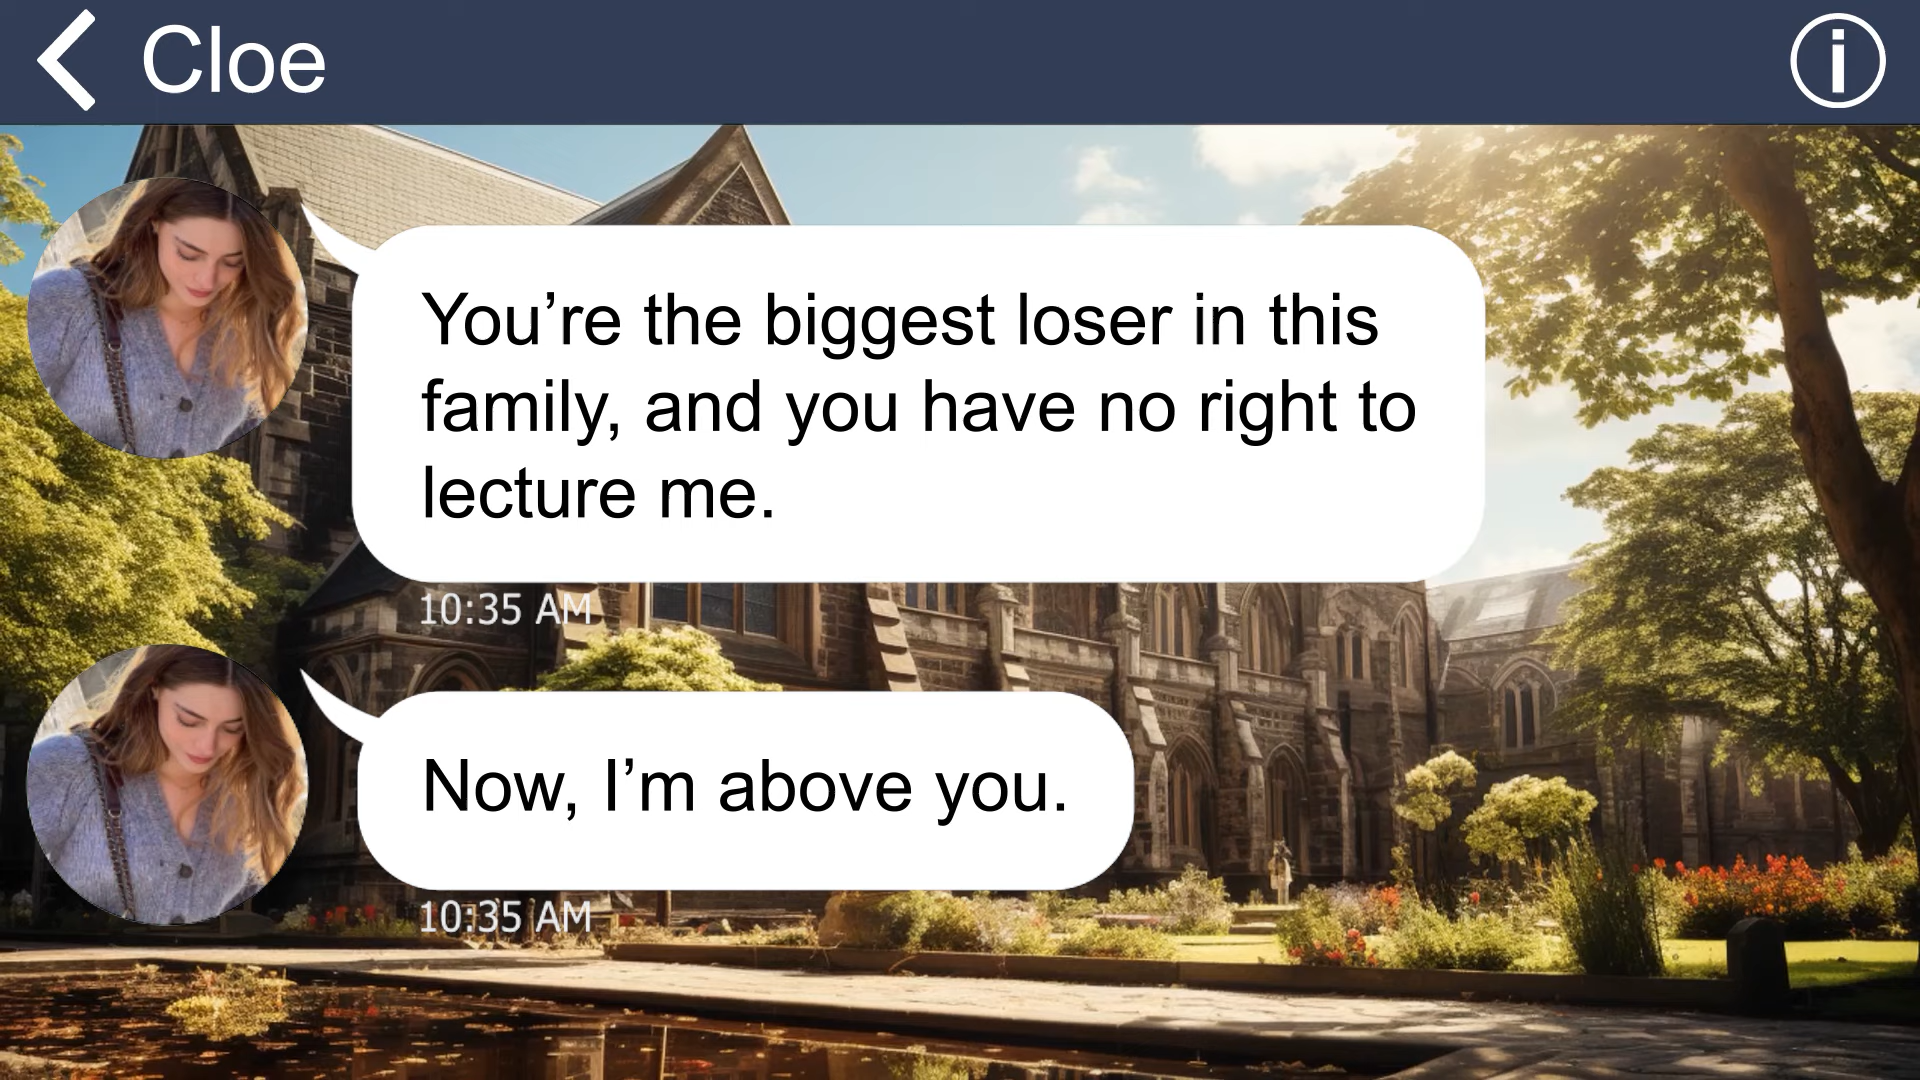 Cloe
You’re the biggest loser in this
family, and you have no right to
lecture me.
10:35 AM
Now, I’m above you.
10:35 AM